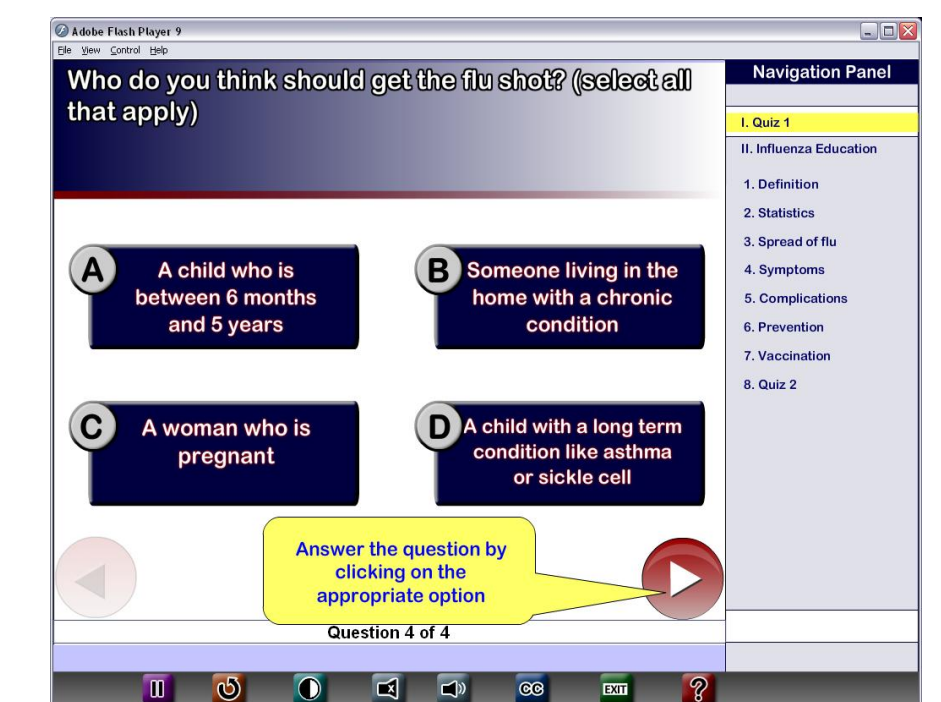 Adobe Flash Player 9
File View Control Help
Who do you think should get the flu shot? (select all
that apply)
A
A child who is
between 6 months
and 5 years
B
Someone living in the
home with a chronic
condition
C
A woman who is
pregnant
D
A child with a long term
condition like asthma
or sickle cell
Answer the question by
clicking on the
appropriate option
Question 4 of 4
Navigation Panel
I. Quiz 1
II. Influenza Education
1. Definition
2. Statistics
3. Spread of flu
4. Symptoms
5. Complications
6. Prevention
7. Vaccination
8. Quiz 2
CC
EXIT
?